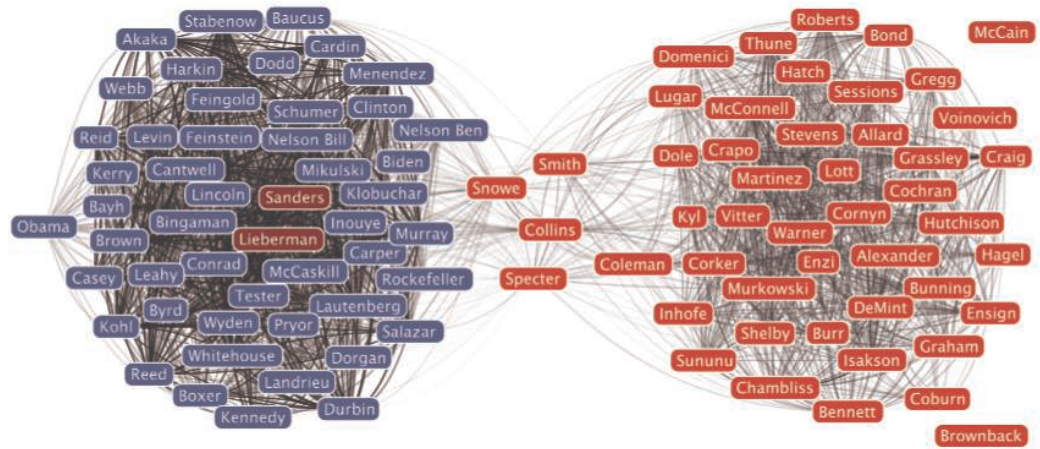 Stabenow
Baucus
Akaka
Cardin
Harkin
Dodd
Menendez
Webb
Feingold
Schumer
Clinton
Reid
Levin
Feinstein
Nelson Bill
Nelson Ben
Kerry
Cantwell
Mikulski
Biden
Lincoln
Sanders
Klobuchar
Bayh
Obama
Bingaman
Inouye
Brown
Lieberman
Murray
Casey
Leahy
Conrad
McCaskill
Carper
Rockefeller
Tester
Lautenberg
Byrd
Kohl
Wyden
Pryor
Salazar
Whitehouse
Dorgan
Reed
Landrieu
Boxer
Kennedy
Durbin
Smith
Snowe
Collins
Specter
Coleman
Roberts
McCain
Thune
Bond
Domenici
Hatch
Gregg
Lugar
McConnell
Sessions
Voinovich
Stevens
Allard
Dole
Crapo
Grassley
Craig
Martinez
Lott
Cochran
Kyl
Vitter
Cornyn
Hutchison
Warner
Corker
Enzi
Alexander
Hagel
Murkowski
Bunning
Inhofe
DeMint
Ensign
Shelby
Burr
Graham
Sununu
Isakson
Chambliss
Coburn
Bennett
Brownback